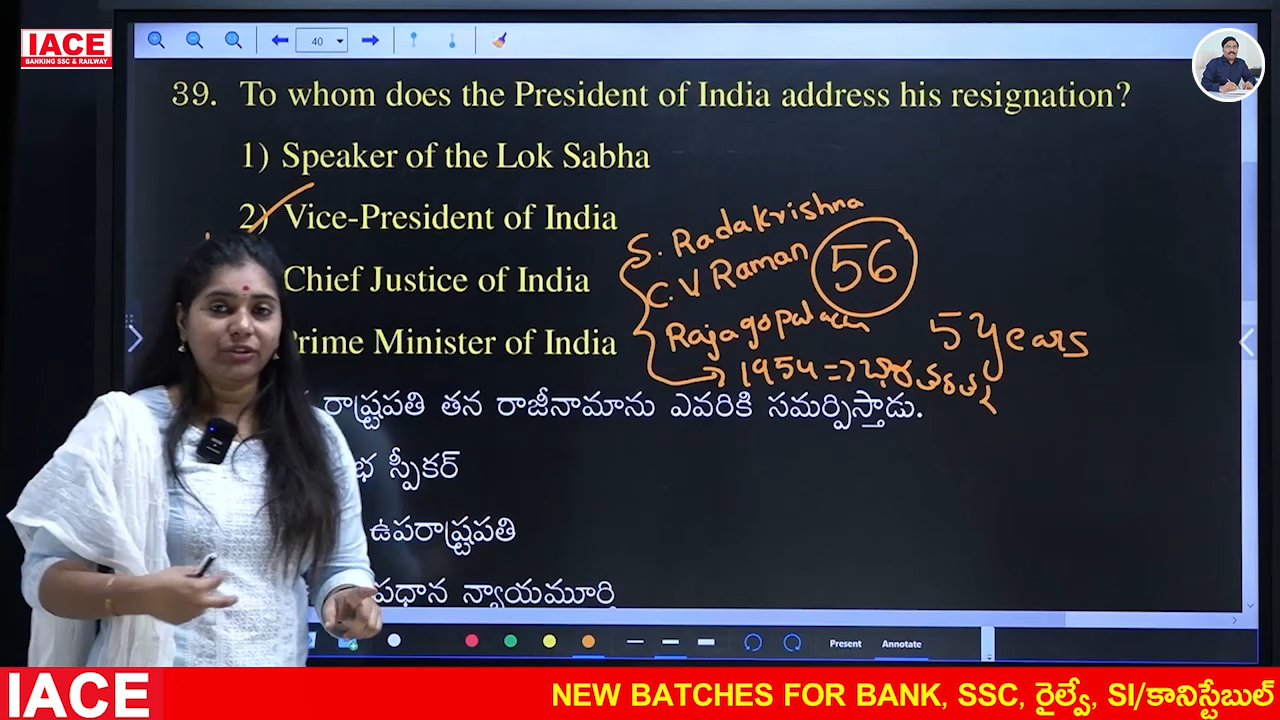 IACE
BANKING SSC & RAILWAY
40
39. To whom does the President of India address his resignation?
1) Speaker of the Lok Sabha
2) Vice-President of India
Chief Justice of India
Prime Minister of India
S. Radakrishna
C. V Raman
56
5 years
1954 =>
రాష్ట్రపతి తన రాజీనామాను ఎవరికి సమర్పిస్తాడు.
స్పీకర్
ఉపరాష్ట్రపతి
న్యాయమూర్తి
Present
Annotate
IACE
NEW BATCHES FOR BANK, SSC, రైల్వే, SI/కానిస్టేబుల్